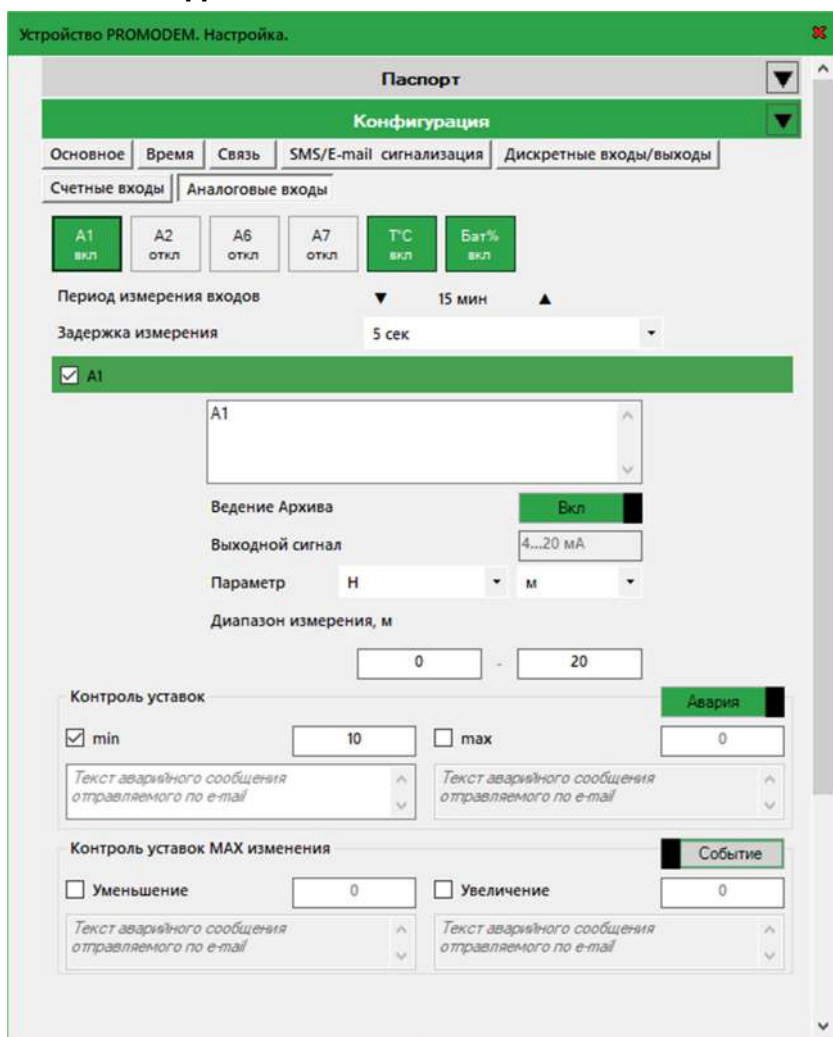 Устройство PROMODEM. Настройка.
Паспорт
Конфигурация
Основное Время Связь SMS/E-mail сигнализация Дискретные входы/выходы
Счетные входы Аналоговые входы
A1 A2 A6 A7 T°C Бат%
вкл откл откл откл вкл вкл
Период измерения входов 15 мин
Задержка измерения 5 сек
A1
A1
Ведение Архива Вкл
Выходной сигнал 4...20 мА
Параметр H м
Диапазон измерения, м
0 - 20
Контроль уставок Авария
min 10 max 0
Текст аварийного сообщения Текст аварийного сообщения
отправляемого по e-mail отправляемого по e-mail
Контроль уставок MAX изменения Событие
Уменьшение 0 Увеличение 0
Текст аварийного сообщения Текст аварийного сообщения
отправляемого по e-mail отправляемого по e-mail